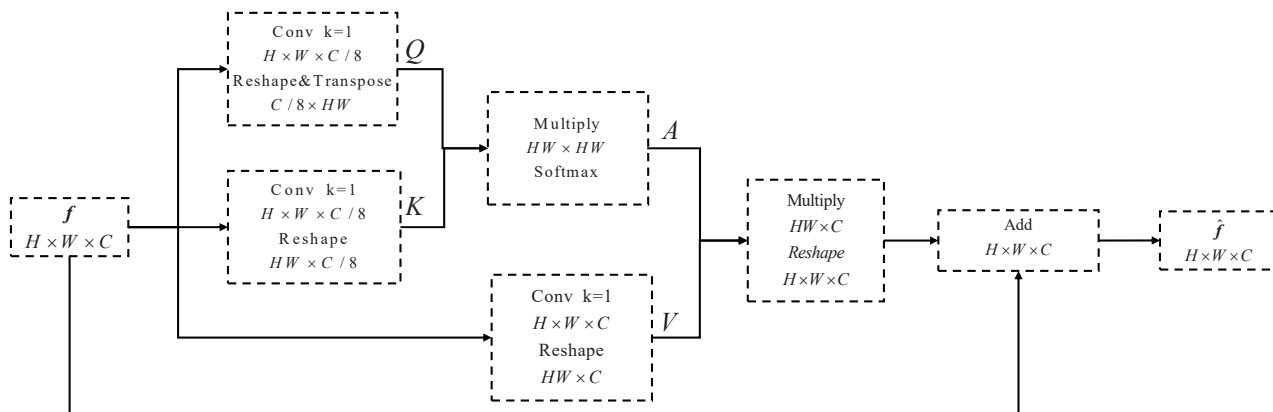 f
H × W × C
Conv k=1
H × W × C / 8
Reshape&Transpose
C / 8 × HW
Q
Conv k=1
H × W × C / 8
Reshape
HW × C / 8
K
Multiply
HW × HW
Softmax
A
Conv k=1
H × W × C
Reshape
HW × C
V
Multiply
HW × C
Reshape
H × W × C
Add
H × W × C
f̂
H × W × C